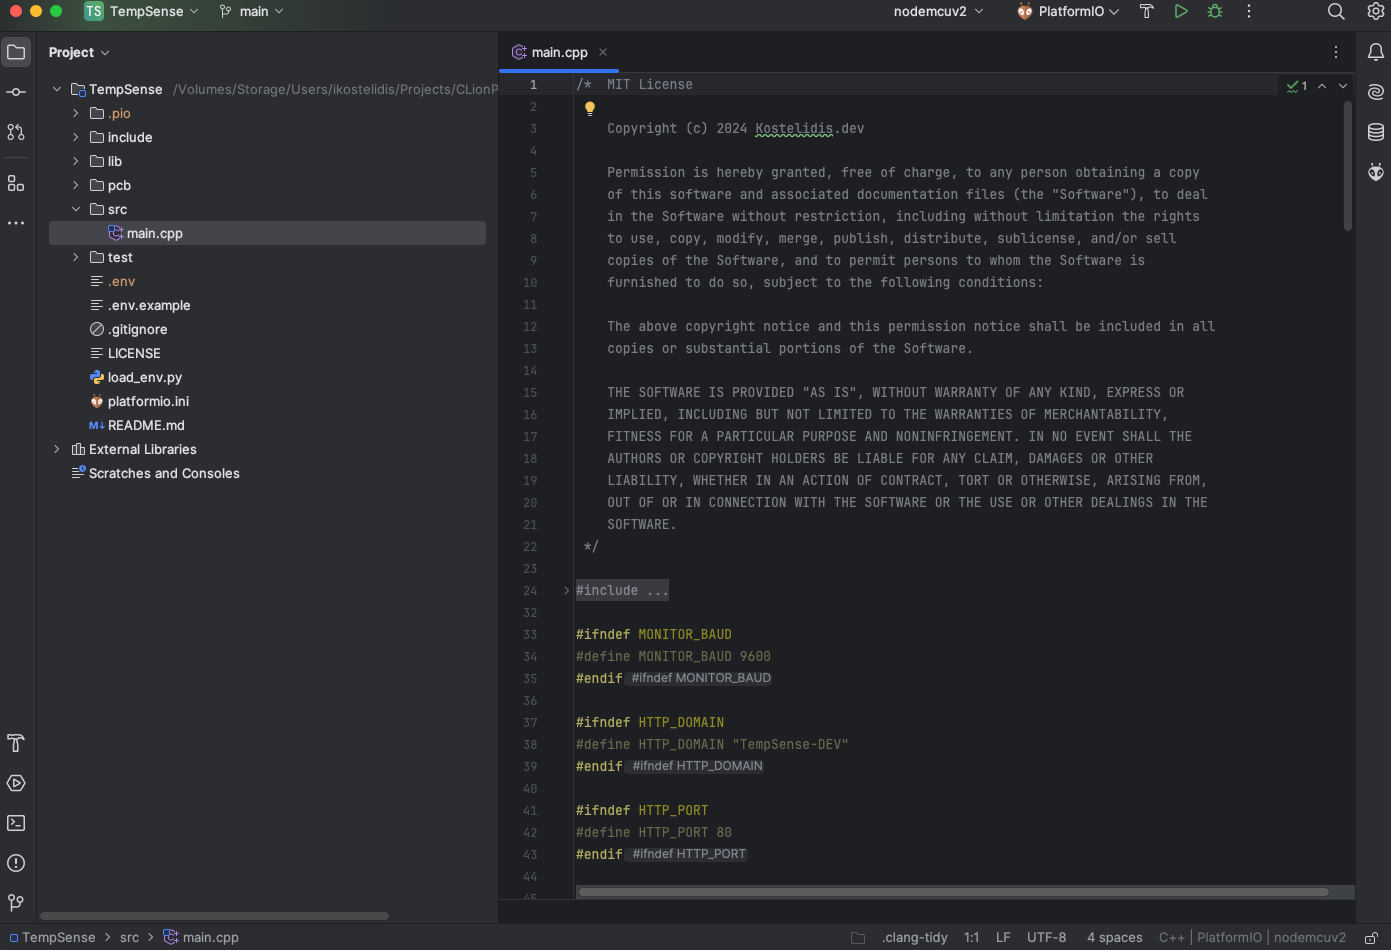 TS TempSense main nodemcuv2 PlatformIO
Project
main.cpp
TempSense /Volumes/Storage/Users/ikostelidis/Projects/CLionP
.pio
include
lib
pcb
src
main.cpp
test
.env
.env.example
.gitignore
LICENSE
load_env.py
platformio.ini
M↓ README.md
External Libraries
Scratches and Consoles
1 /* MIT License
1
2
3 Copyright (c) 2024 Kostelidis.dev
4
5 Permission is hereby granted, free of charge, to any person obtaining a copy
6 of this software and associated documentation files (the "Software"), to deal
7 in the Software without restriction, including without limitation the rights
8 to use, copy, modify, merge, publish, distribute, sublicense, and/or sell
9 copies of the Software, and to permit persons to whom the Software is
10 furnished to do so, subject to the following conditions:
11
12 The above copyright notice and this permission notice shall be included in all
13 copies or substantial portions of the Software.
14
15 THE SOFTWARE IS PROVIDED "AS IS", WITHOUT WARRANTY OF ANY KIND, EXPRESS OR
16 IMPLIED, INCLUDING BUT NOT LIMITED TO THE WARRANTIES OF MERCHANTABILITY,
17 FITNESS FOR A PARTICULAR PURPOSE AND NONINFRINGEMENT. IN NO EVENT SHALL THE
18 AUTHORS OR COPYRIGHT HOLDERS BE LIABLE FOR ANY CLAIM, DAMAGES OR OTHER
19 LIABILITY, WHETHER IN AN ACTION OF CONTRACT, TORT OR OTHERWISE, ARISING FROM,
20 OUT OF OR IN CONNECTION WITH THE SOFTWARE OR THE USE OR OTHER DEALINGS IN THE
21 SOFTWARE.
22 */
23
24 #include ...
32
33 #ifndef MONITOR_BAUD
34 #define MONITOR_BAUD 9600
35 #endif #ifndef MONITOR_BAUD
36
37 #ifndef HTTP_DOMAIN
38 #define HTTP_DOMAIN "TempSense-DEV"
39 #endif #ifndef HTTP_DOMAIN
40
41 #ifndef HTTP_PORT
42 #define HTTP_PORT 80
43 #endif #ifndef HTTP_PORT
44
45
TempSense > src > main.cpp .clang-tidy 1:1 LF UTF-8 4 spaces C++ | PlatformIO | nodemcuv2